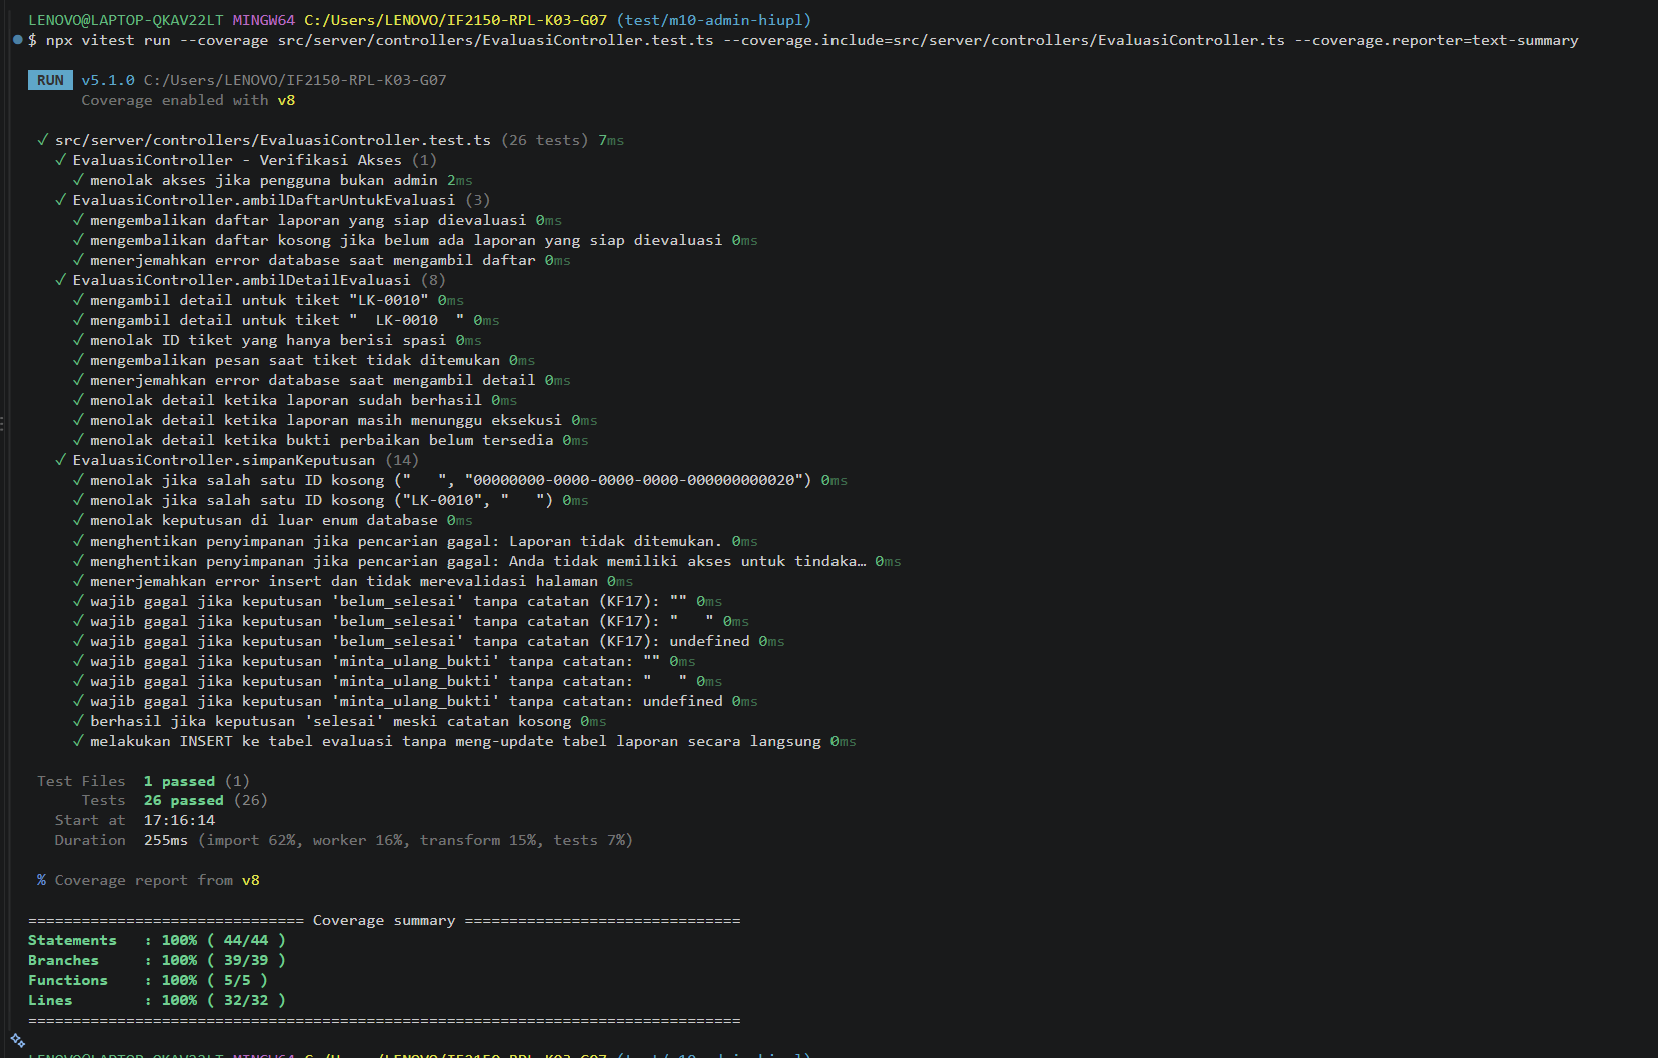 LENOVO@LAPTOP-QKAV22LT MINGW64 C:/Users/LENOVO/IF2150-RPL-K03-G07 (test/m10-admin-hiupl)
$ npx vitest run --coverage src/server/controllers/EvaluasiController.test.ts --coverage.include=src/server/controllers/EvaluasiController.ts --coverage.reporter=text-summary
RUN v5.1.0 C:/Users/LENOVO/IF2150-RPL-K03-G07
Coverage enabled with v8
✓ src/server/controllers/EvaluasiController.test.ts (26 tests) 7ms
✓ EvaluasiController - Verifikasi Akses (1)
✓ menolak akses jika pengguna bukan admin 2ms
✓ EvaluasiController.ambilDaftarUntukEvaluasi (3)
✓ mengembalikan daftar laporan yang siap dievaluasi 0ms
✓ mengembalikan daftar kosong jika belum ada laporan yang siap dievaluasi 0ms
✓ menerjemahkan error database saat mengambil daftar 0ms
✓ EvaluasiController.ambilDetailEvaluasi (8)
✓ mengambil detail untuk tiket "LK-0010" 0ms
✓ mengambil detail untuk tiket "  LK-0010  " 0ms
✓ menolak ID tiket yang hanya berisi spasi 0ms
✓ mengembalikan pesan saat tiket tidak ditemukan 0ms
✓ menerjemahkan error database saat mengambil detail 0ms
✓ menolak detail ketika laporan sudah berhasil 0ms
✓ menolak detail ketika laporan masih menunggu eksekusi 0ms
✓ menolak detail ketika bukti perbaikan belum tersedia 0ms
✓ EvaluasiController.simpanKeputusan (14)
✓ menolak jika salah satu ID kosong ("   ", "00000000-0000-0000-0000-000000000020") 0ms
✓ menolak jika salah satu ID kosong ("LK-0010", "   ") 0ms
✓ menolak keputusan di luar enum database 0ms
✓ menghentikan penyimpanan jika pencarian gagal: Laporan tidak ditemukan. 0ms
✓ menghentikan penyimpanan jika pencarian gagal: Anda tidak memiliki akses untuk tindaka… 0ms
✓ menerjemahkan error insert dan tidak merevalidasi halaman 0ms
✓ wajib gagal jika keputusan 'belum_selesai' tanpa catatan (KF17): "" 0ms
✓ wajib gagal jika keputusan 'belum_selesai' tanpa catatan (KF17): "   " 0ms
✓ wajib gagal jika keputusan 'belum_selesai' tanpa catatan (KF17): undefined 0ms
✓ wajib gagal jika keputusan 'minta_ulang_bukti' tanpa catatan: "" 0ms
✓ wajib gagal jika keputusan 'minta_ulang_bukti' tanpa catatan: "   " 0ms
✓ wajib gagal jika keputusan 'minta_ulang_bukti' tanpa catatan: undefined 0ms
✓ berhasil jika keputusan 'selesai' meski catatan kosong 0ms
✓ melakukan INSERT ke tabel evaluasi tanpa meng-update tabel laporan secara langsung 0ms
Test Files 1 passed (1)
Tests 26 passed (26)
Start at 17:16:14
Duration 255ms (import 62%, worker 16%, transform 15%, tests 7%)
% Coverage report from v8
=============================== Coverage summary ===============================
Statements   : 100% ( 44/44 )
Branches     : 100% ( 39/39 )
Functions    : 100% ( 5/5 )
Lines        : 100% ( 32/32 )
================================================================================
LENOVO@LAPTOP-QKAV22LT MINGW64 C:/Users/LENOVO/IF2150-RPL-K03-G07 (test/m10-admin-hiupl)